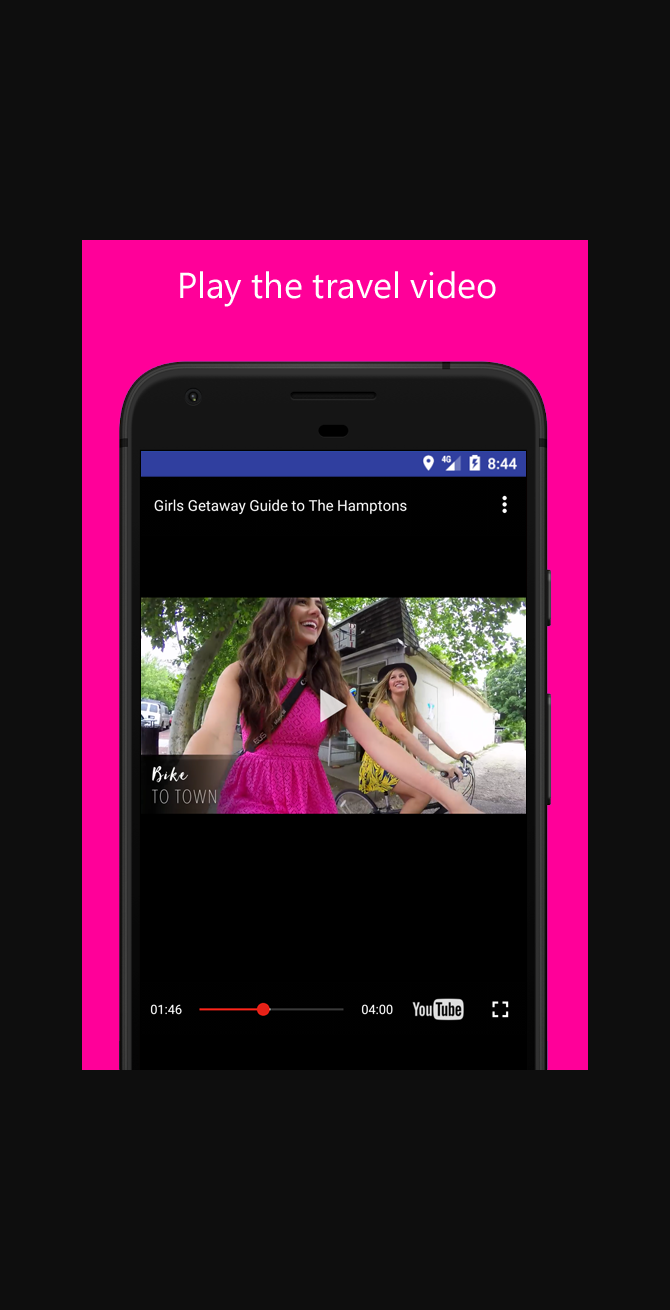 Play the travel video
4G 8:44
Girls Getaway Guide to The Hamptons
Bike
TO TOWN
01:46 04:00 YouTube